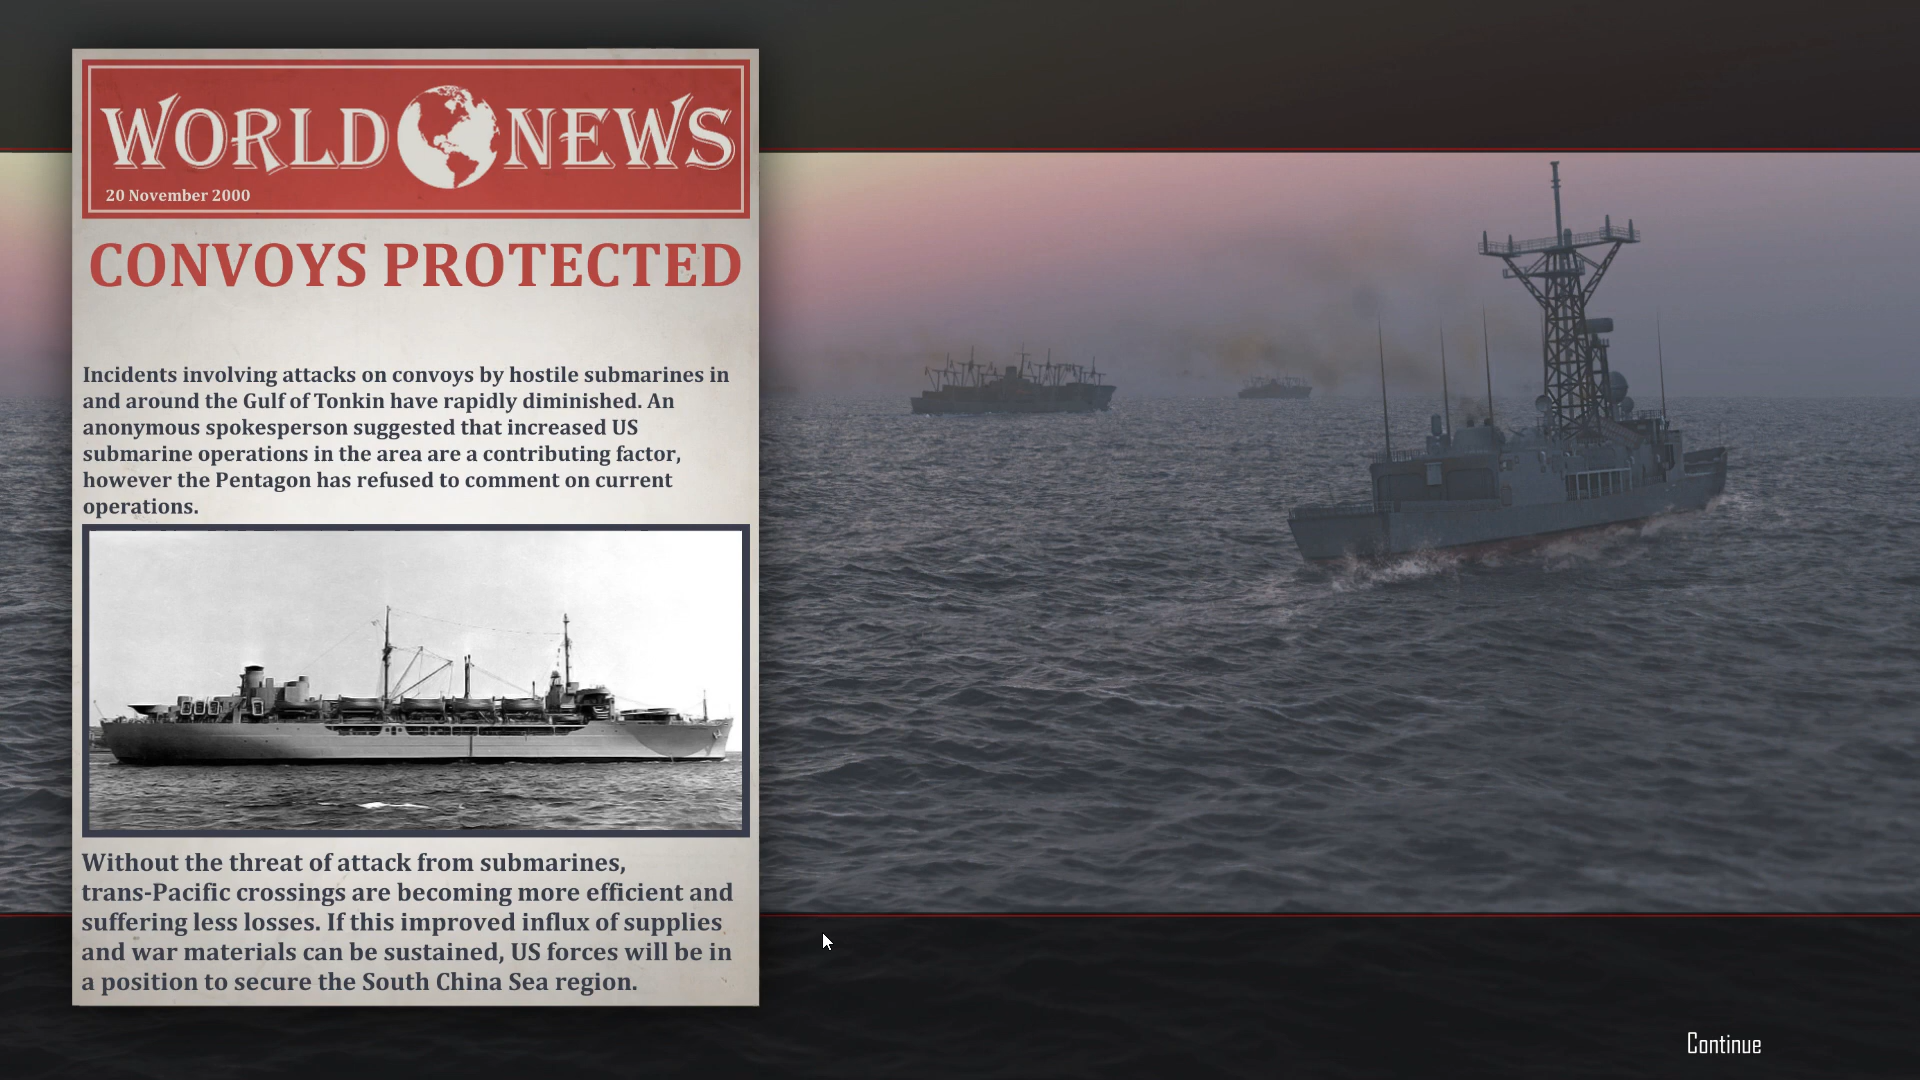 WORLD NEWS
20 November 2000
CONVOYS PROTECTED
Incidents involving attacks on convoys by hostile submarines in
and around the Gulf of Tonkin have rapidly diminished. An
anonymous spokesperson suggested that increased US
submarine operations in the area are a contributing factor,
however the Pentagon has refused to comment on current
operations.
Without the threat of attack from submarines,
trans-Pacific crossings are becoming more efficient and
suffering less losses. If this improved influx of supplies
and war materials can be sustained, US forces will be in
a position to secure the South China Sea region.
Continue